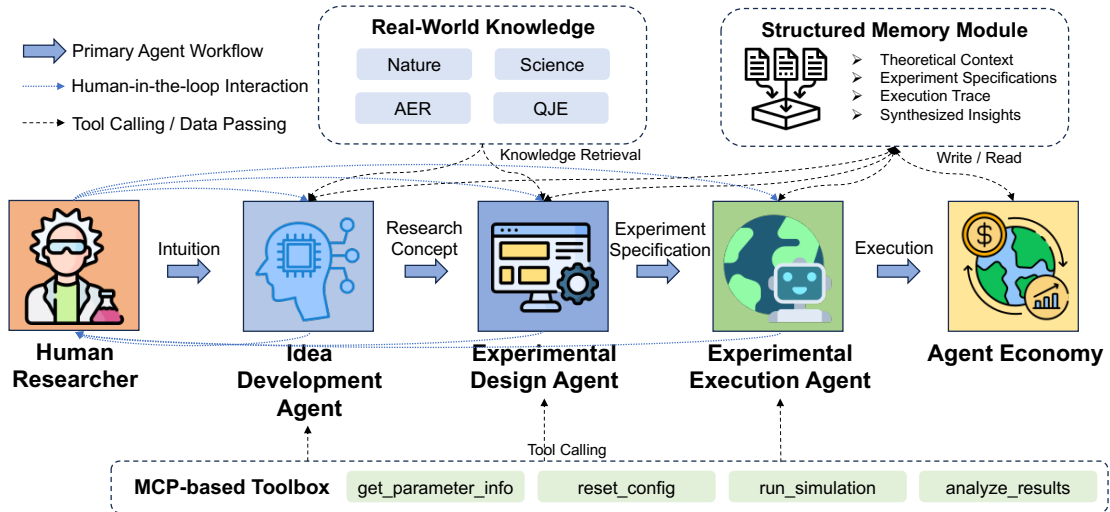 Primary Agent Workflow
Human-in-the-loop Interaction
Tool Calling / Data Passing
Real-World Knowledge
Nature
Science
AER
QJE
Structured Memory Module
➢ Theoretical Context
➢ Experiment Specifications
➢ Execution Trace
➢ Synthesized Insights
Knowledge Retrieval
Write / Read
Intuition
Research
Concept
Experiment
Specification
Execution
Human
Researcher
Idea
Development
Agent
Experimental
Design Agent
Experimental
Execution Agent
Agent Economy
Tool Calling
MCP-based Toolbox
get_parameter_info
reset_config
run_simulation
analyze_results
$